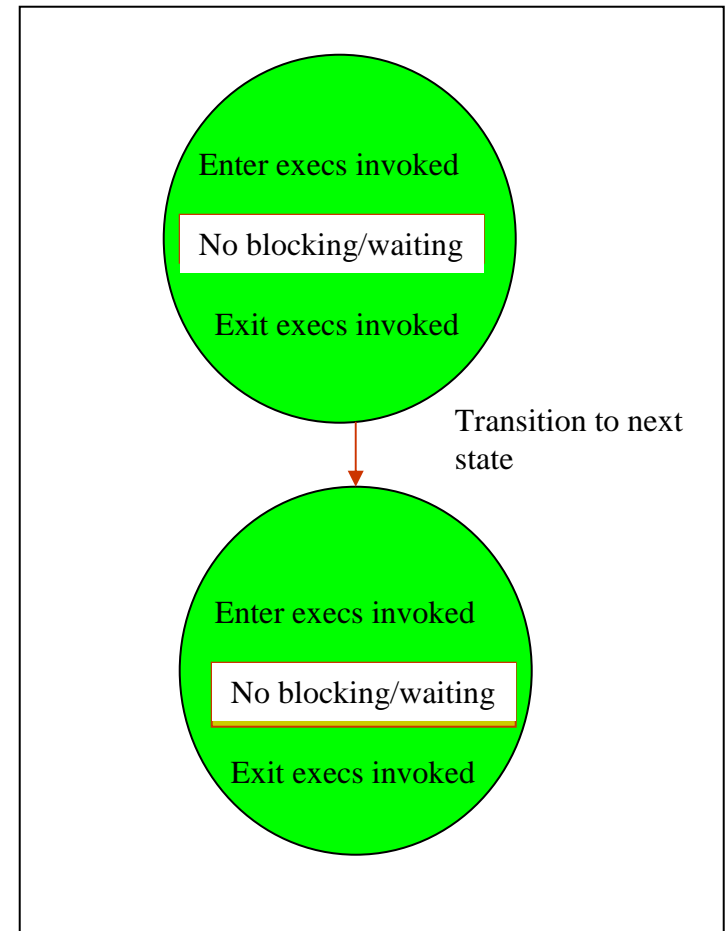 Enter execs invoked
No blocking/waiting
Exit execs invoked
Transition to next
state
Enter execs invoked
No blocking/waiting
Exit execs invoked